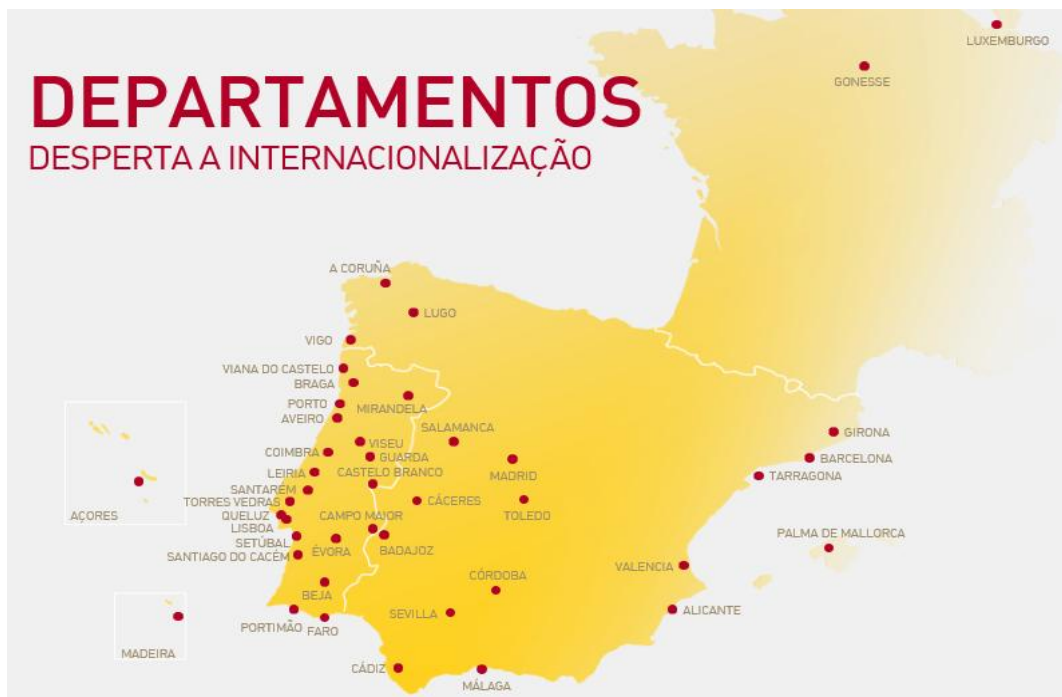 LUXEMBURGO
GONESSE
DEPARTAMENTOS
DESPERTA A INTERNACIONALIZAÇÃO
A CORUÑA
LUGO
VIGO
VIANA DO CASTELO
BRAGA
MIRANDELA
PORTO
AVEIRO
SALAMANCA
GIRONA
VISEU
COIMBRA
GUARDA
BARCELONA
LEIRIA
CASTELO BRANCO
MADRID
TARRAGONA
SANTARÉM
TORRES VEDRAS
CÁCERES
TOLEDO
AÇORES
QUELUZ
CAMPO MAIOR
LISBOA
PALMA DE MALLORCA
SETÚBAL
ÉVORA
BADAJOZ
SANTIAGO DO CACÉM
VALENCIA
CÓRDOBA
BEJA
SEVILLA
ALICANTE
PORTIMÃO
FARO
MADEIRA
CÁDIZ
MÁLAGA